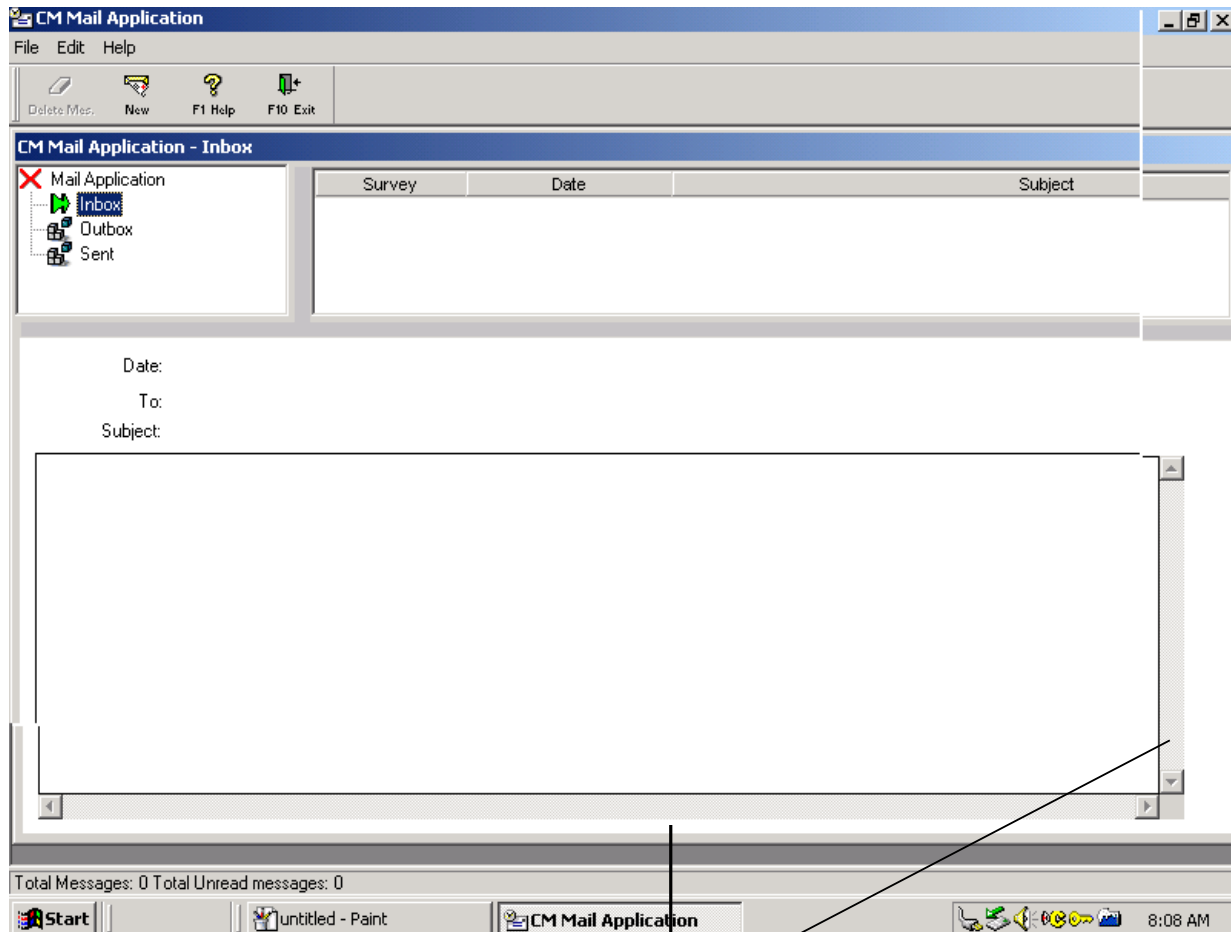 CM Mail Application
File Edit Help
Delete Mes. New F1 Help F10 Exit
CM Mail Application - Inbox
Mail Application
Inbox
Outbox
Sent
Survey Date Subject
Date:
To:
Subject:
Total Messages: 0 Total Unread messages: 0
Start untitled - Paint CM Mail Application 8:08 AM